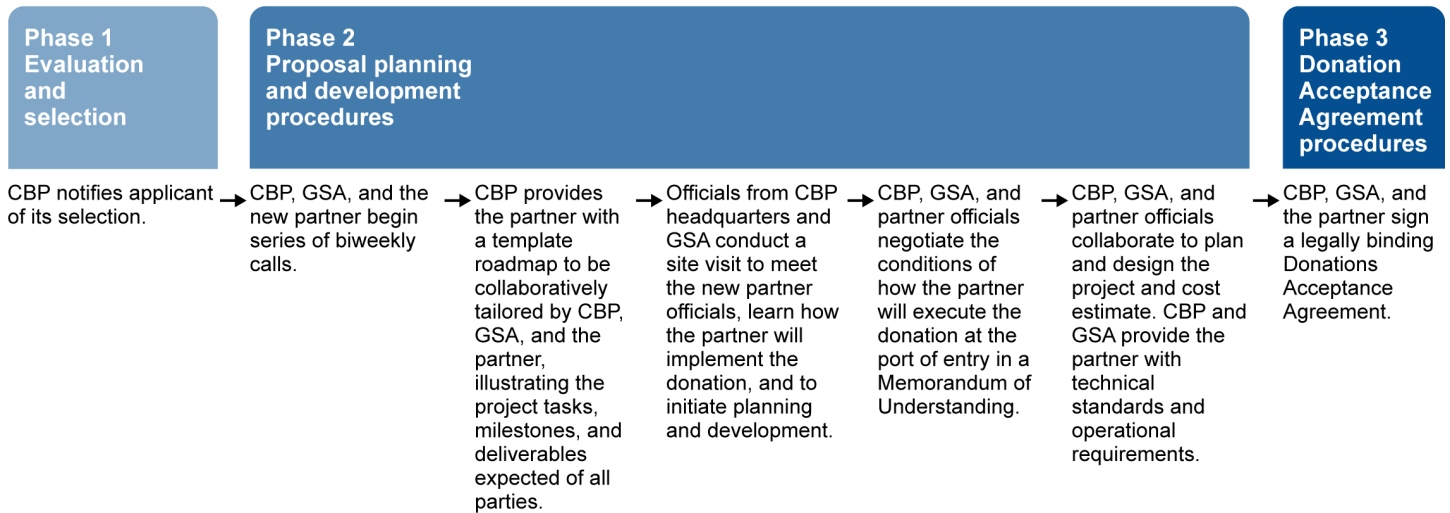 Phase 1
Evaluation
and
selection
Phase 2
Proposal planning
and development
procedures
Phase 3
Donation
Acceptance
Agreement
procedures
CBP notifies applicant
of its selection.
CBP, GSA, and the
new partner begin
series of biweekly
calls.
CBP provides
the partner with
a template
roadmap to be
collaboratively
tailored by CBP,
GSA, and the
partner,
illustrating the
project tasks,
milestones, and
deliverables
expected of all
parties.
Officials from CBP
headquarters and
GSA conduct a
site visit to meet
the new partner
officials, learn how
the partner will
implement the
donation, and to
initiate planning
and development.
CBP, GSA, and
partner officials
negotiate the
conditions of
how the partner
will execute the
donation at the
port of entry in a
Memorandum of
Understanding.
CBP, GSA, and
partner officials
collaborate to plan
and design the
project and cost
estimate. CBP and
GSA provide the
partner with
technical
standards and
operational
requirements.
CBP, GSA, and
the partner sign
a legally binding
Donations
Acceptance
Agreement.